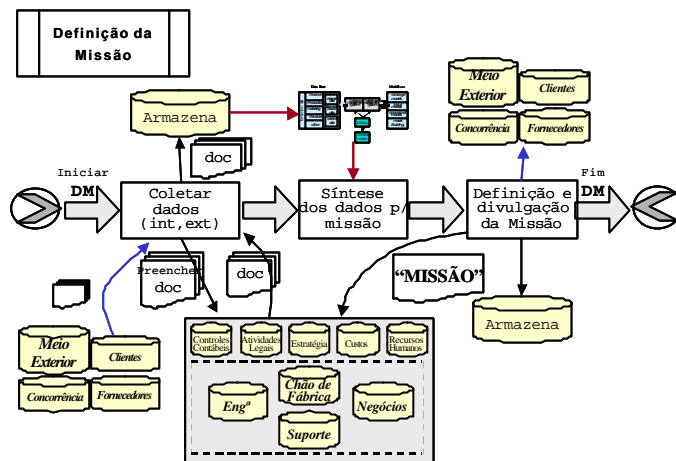 Definição da
Missão
Armazena
doc
Meio
Exterior
Clientes
Concorrência
Fornecedores
Iniciar
DM
Coletar
dados
(int,ext)
Síntese
dos dados p/
missão
Definição e
divulgação
da Missão
Fim
DM
Preencher
doc
doc
“MISSÃO”
Armazena
Meio
Exterior
Clientes
Concorrência
Fornecedores
Controles
Contábeis
Atividades
Legais
Estratégia
Custos
Recursos
Humanos
Engª
Chão de
Fábrica
Negócios
Suporte